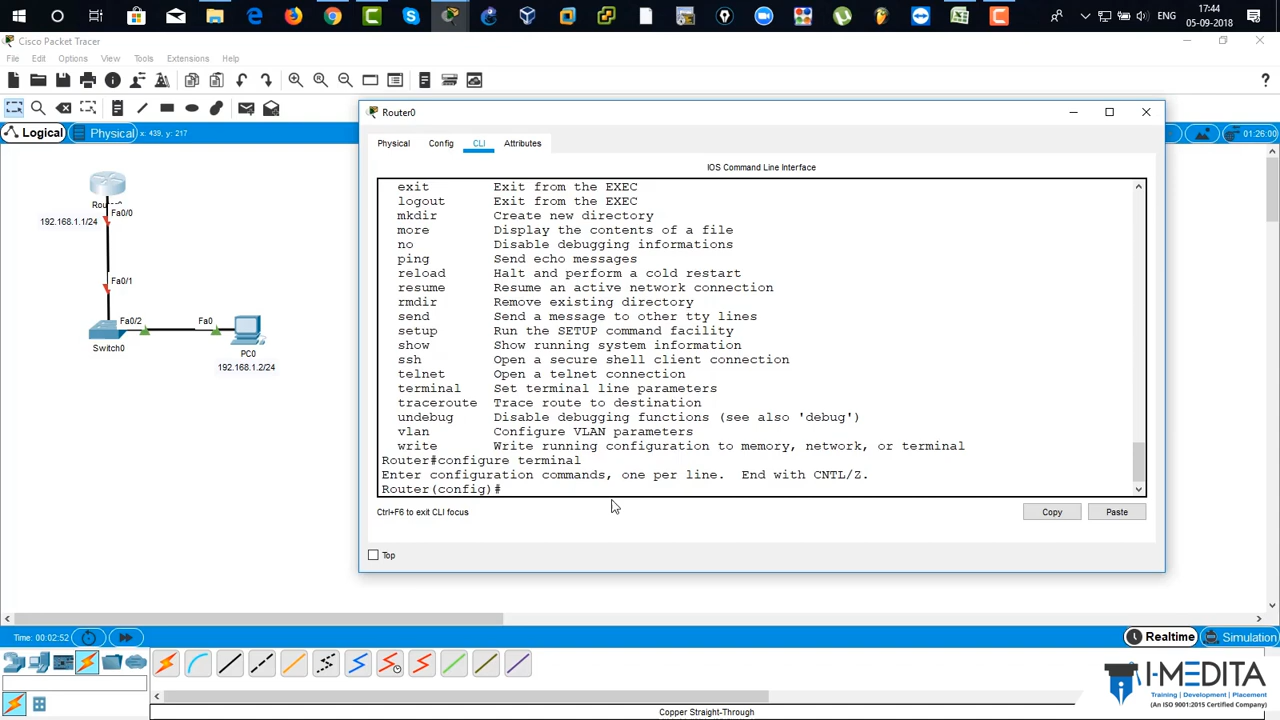 17:44
ENG
05-09-2018
Cisco Packet Tracer
File Edit Options View Tools Extensions Help
Logical Physical x: 439, y: 217
01:26:00
Router0
Physical Config CLI Attributes
IOS Command Line Interface
exit Exit from the EXEC
logout Exit from the EXEC
mkdir Create new directory
more Display the contents of a file
no Disable debugging informations
ping Send echo messages
reload Halt and perform a cold restart
resume Resume an active network connection
rmdir Remove existing directory
send Send a message to other tty lines
setup Run the SETUP command facility
show Show running system information
ssh Open a secure shell client connection
telnet Open a telnet connection
terminal Set terminal line parameters
traceroute Trace route to destination
undebug Disable debugging functions (see also 'debug')
vlan Configure VLAN parameters
write Write running configuration to memory, network, or terminal
Router#configure terminal
Enter configuration commands, one per line. End with CNTL/Z.
Router(config)#
Ctrl+F6 to exit CLI focus
Copy Paste
Top
Fa0/0
192.168.1.1/24
Fa0/1
Fa0/2 Fa0
Switch0
PC0
192.168.1.2/24
Time: 00:02:52
Realtime Simulation
Copper Straight-Through
I-MEDITA
Training | Development | Placement
(An ISO 9001:2015 Certified Company)